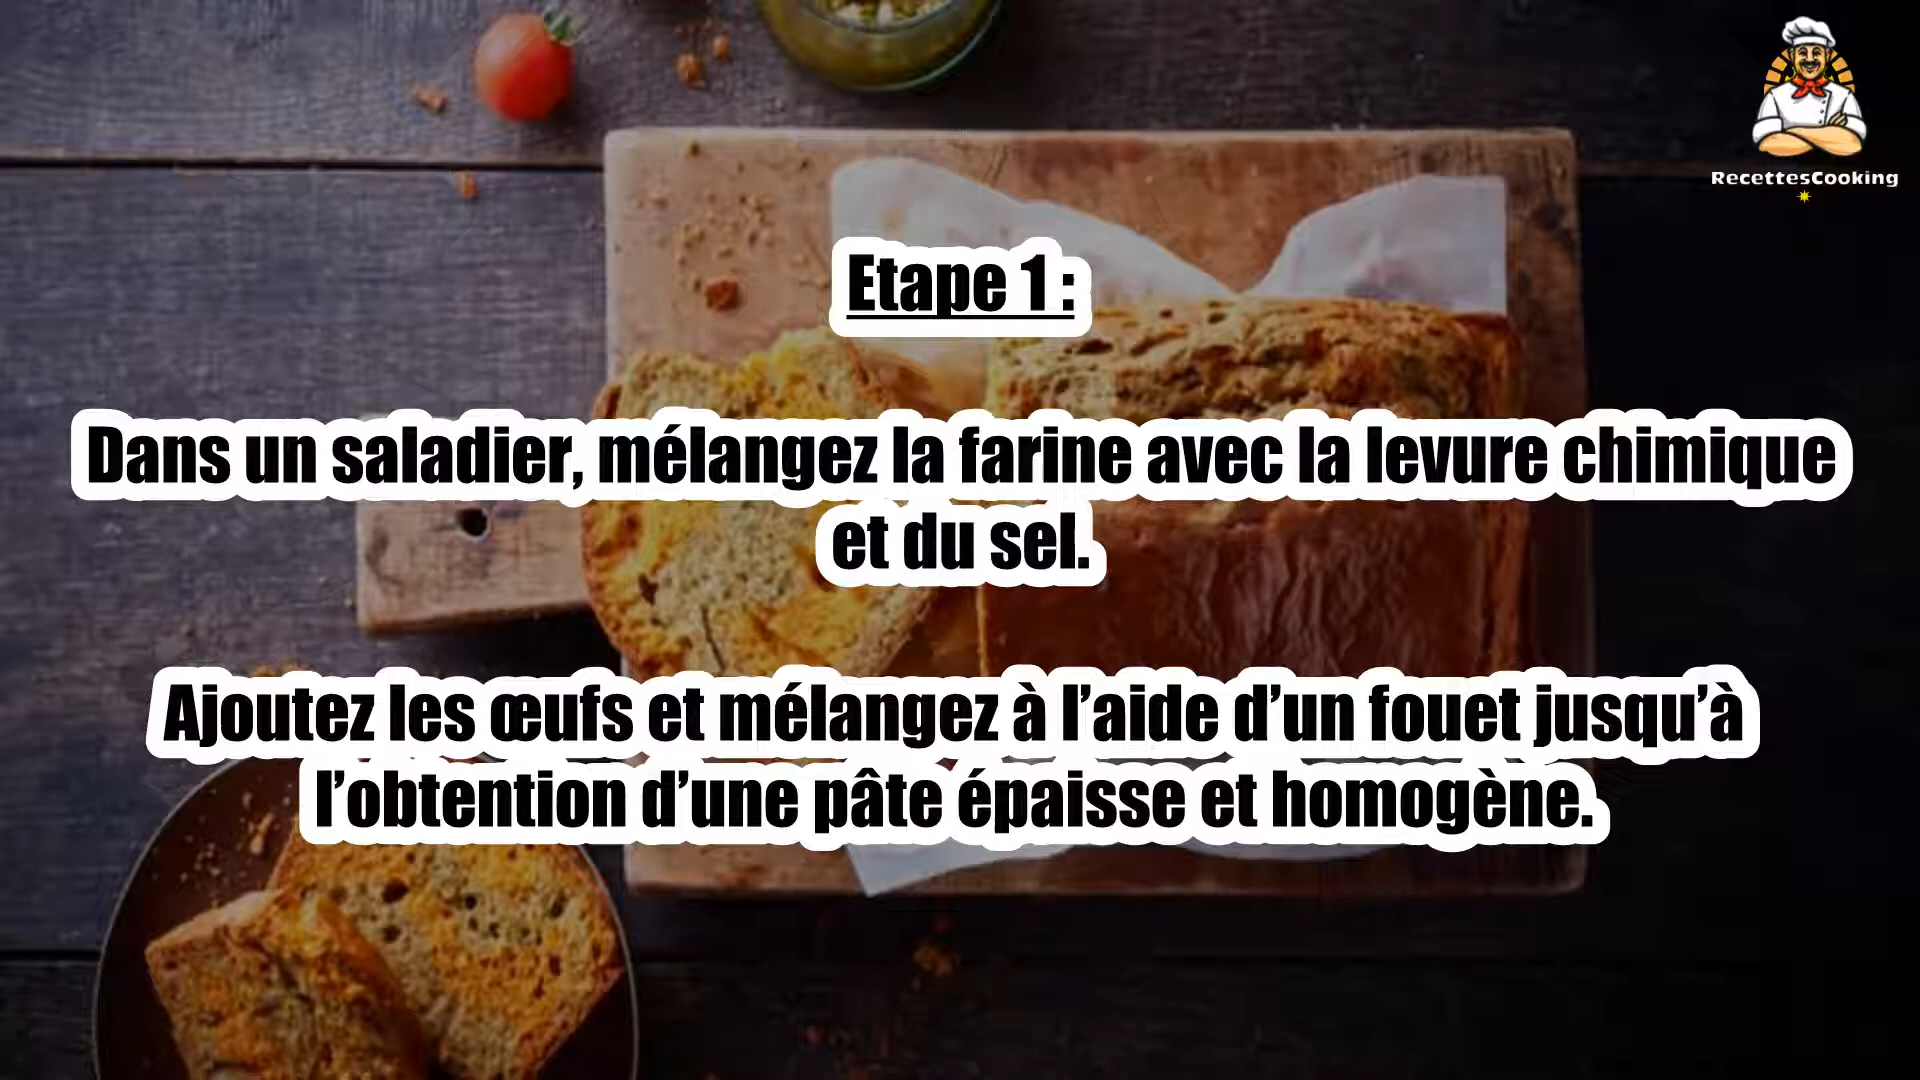 RecettesCooking
Etape 1 :
Dans un saladier, mélangez la farine avec la levure chimique
et du sel.
Ajoutez les œufs et mélangez à l’aide d’un fouet jusqu’à
l’obtention d’une pâte épaisse et homogène.